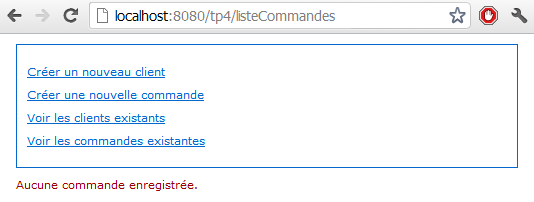 localhost:8080/tp4/listeCommandes
Créer un nouveau client
Créer une nouvelle commande
Voir les clients existants
Voir les commandes existantes
Aucune commande enregistrée.